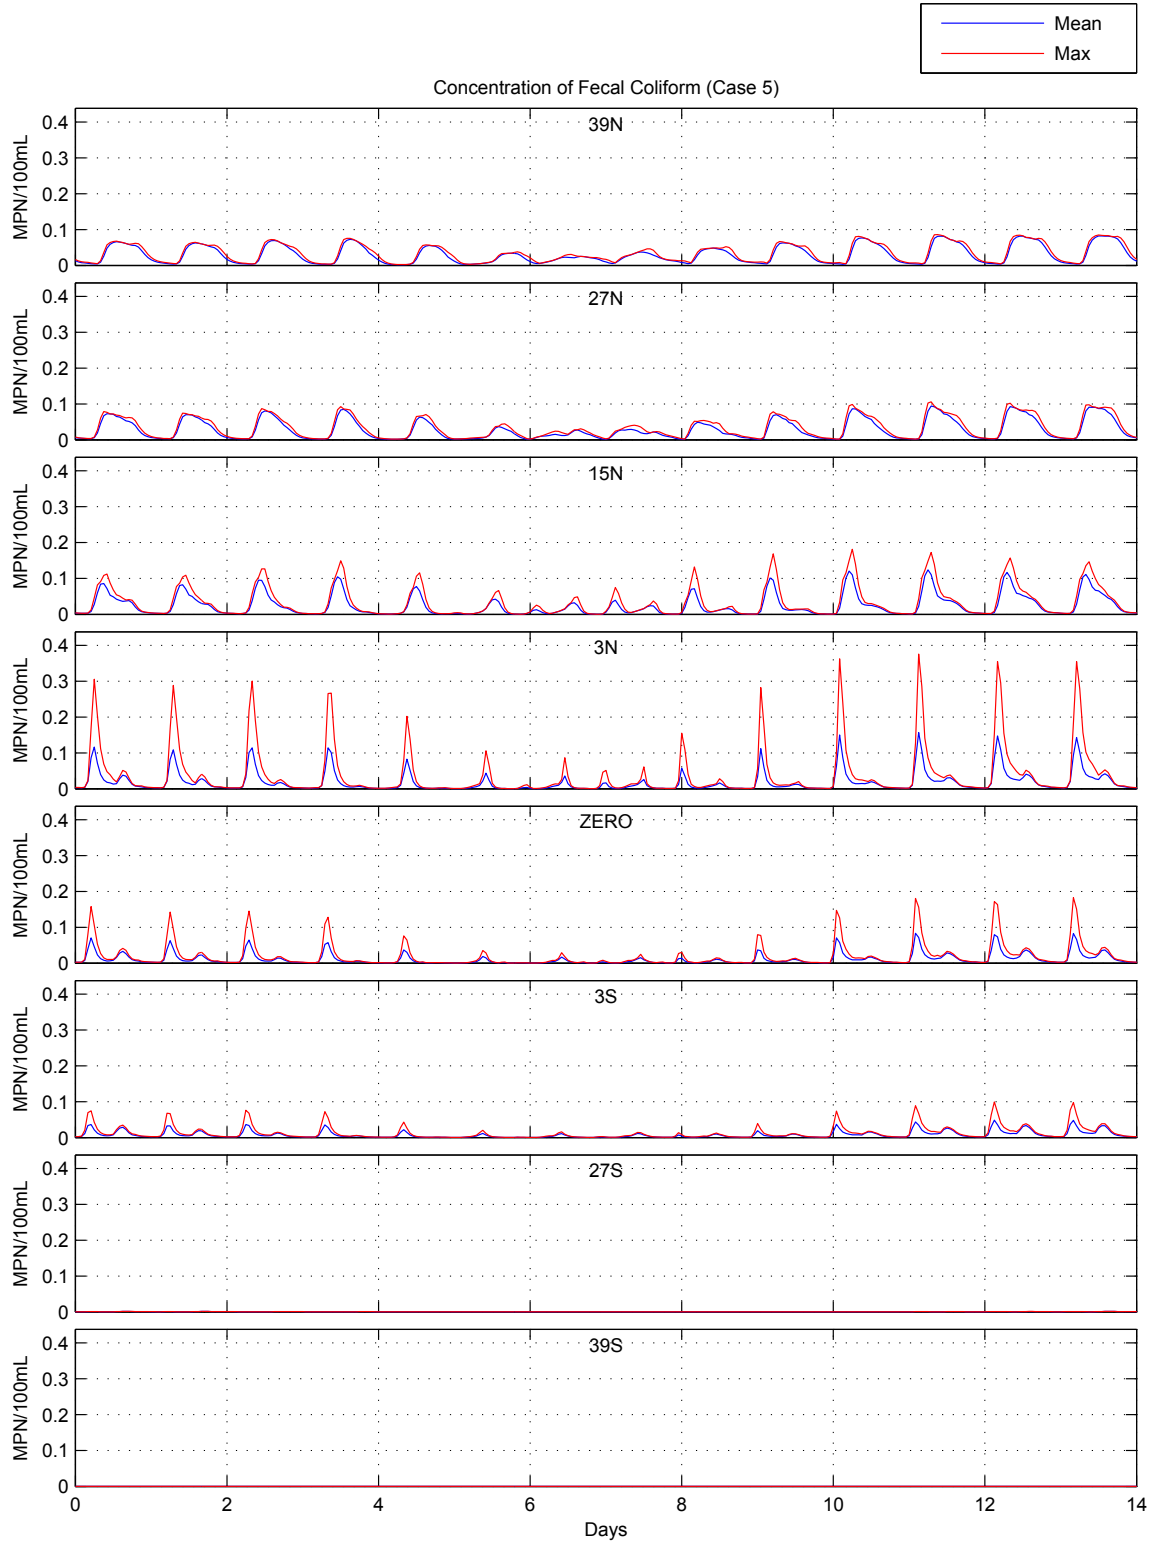 Mean
Max
Concentration of Fecal Coliform (Case 5)
39N
MPN/100mL
0.4
0.3
0.2
0.1
0
27N
MPN/100mL
0.4
0.3
0.2
0.1
0
15N
MPN/100mL
0.4
0.3
0.2
0.1
0
3N
MPN/100mL
0.4
0.3
0.2
0.1
0
ZERO
MPN/100mL
0.4
0.3
0.2
0.1
0
3S
MPN/100mL
0.4
0.3
0.2
0.1
0
27S
MPN/100mL
0.4
0.3
0.2
0.1
0
39S
MPN/100mL
0.4
0.3
0.2
0.1
0
0 2 4 6 8 10 12 14
Days